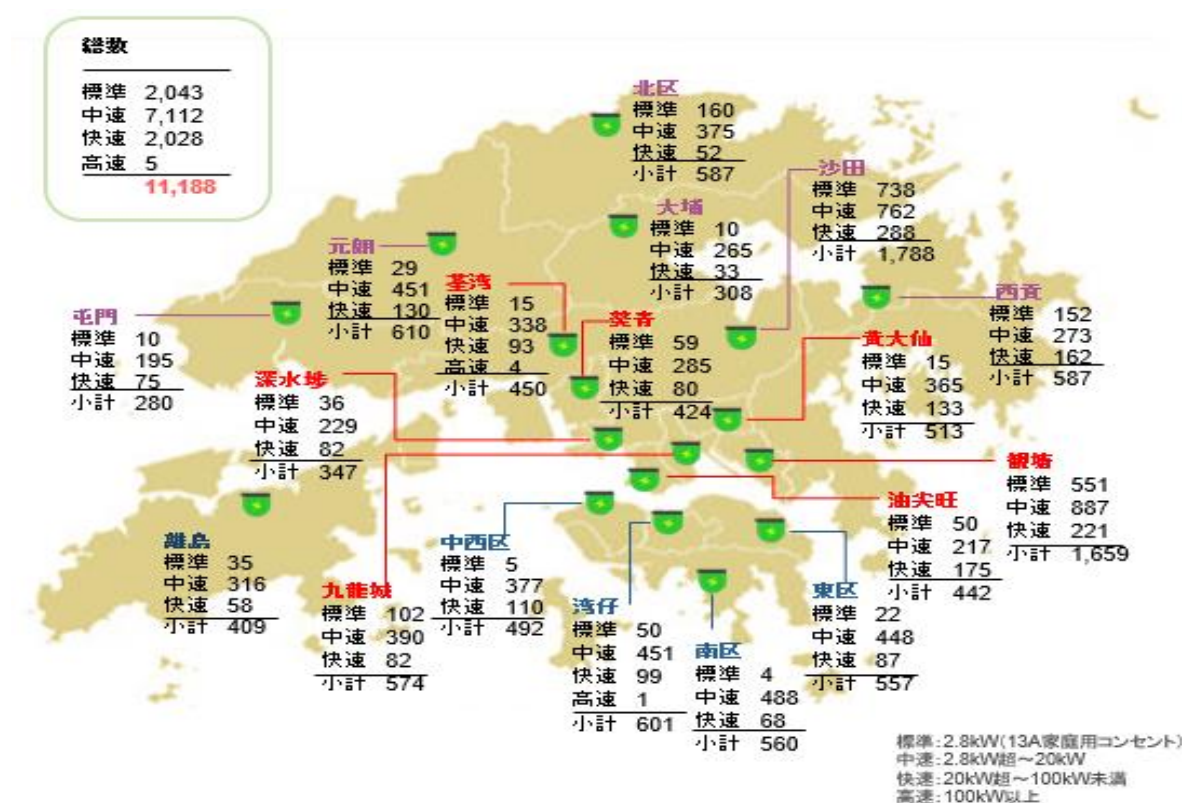 総数
標準 2,043
中速 7,112
快速 2,028
高速 5
11,188
北区
標準 160
中速 375
快速 52
小計 587
沙田
標準 738
中速 762
快速 288
小計 1,788
大埔
標準 10
中速 265
快速 33
小計 308
元朗
標準 29
中速 451
快速 130
小計 610
荃湾
標準 15
中速 338
快速 93
高速 4
小計 450
葵青
標準 59
中速 285
快速 80
小計 424
西貢
標準 152
中速 273
快速 162
小計 587
屯門
標準 10
中速 195
快速 75
小計 280
黄大仙
標準 15
中速 365
快速 133
小計 513
深水埗
標準 36
中速 229
快速 82
小計 347
観塘
標準 551
中速 887
快速 221
小計 1,659
油尖旺
標準 50
中速 217
快速 175
小計 442
離島
標準 35
中速 316
快速 58
小計 409
九龍城
標準 102
中速 390
快速 82
小計 574
中西区
標準 5
中速 377
快速 110
小計 492
湾仔
標準 50
中速 451
快速 99
高速 1
小計 601
南区
標準 4
中速 488
快速 68
小計 560
東区
標準 22
中速 448
快速 87
小計 557
標準:2.8kW(13A家庭用コンセント)
中速:2.8kW超~20kW
快速:20kW超~100kW未満
高速:100kW以上